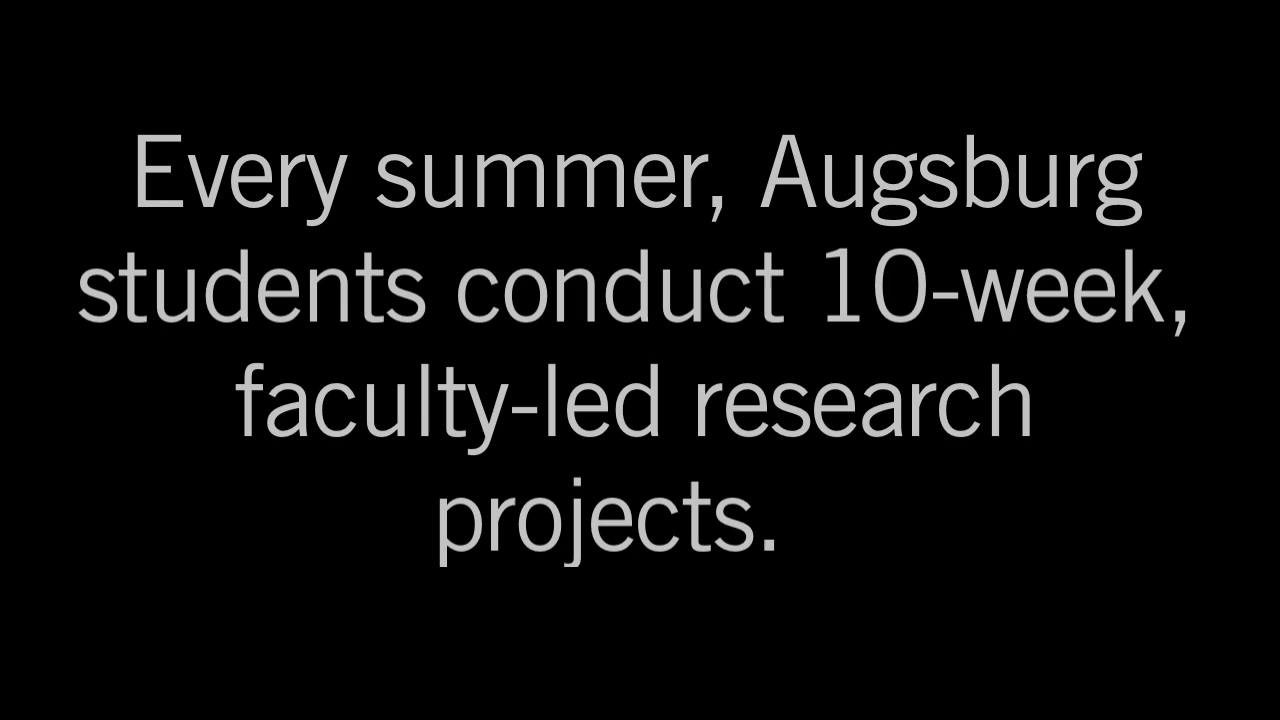 Every summer, Augsburg
students conduct 10-week,
faculty-led research
projects.